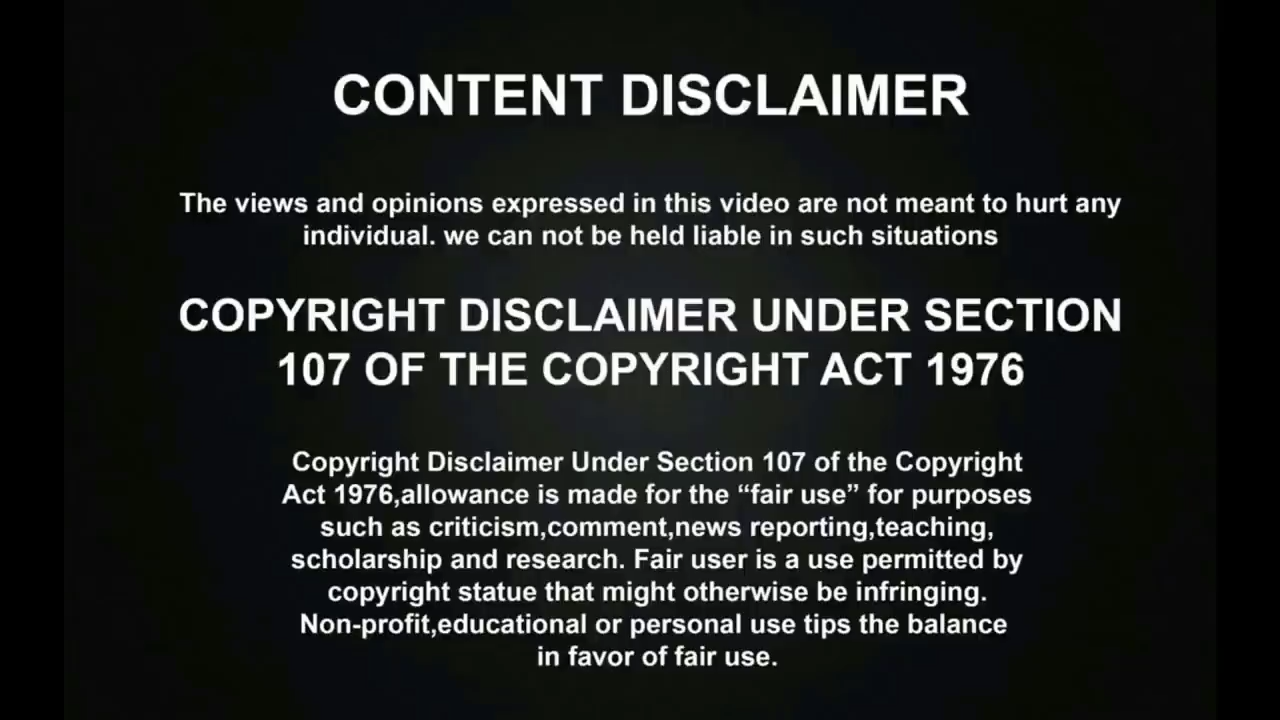 CONTENT DISCLAIMER
The views and opinions expressed in this video are not meant to hurt any
individual. we can not be held liable in such situations
COPYRIGHT DISCLAIMER UNDER SECTION
107 OF THE COPYRIGHT ACT 1976
Copyright Disclaimer Under Section 107 of the Copyright
Act 1976,allowance is made for the “fair use” for purposes
such as criticism,comment,news reporting,teaching,
scholarship and research. Fair user is a use permitted by
copyright statue that might otherwise be infringing.
Non-profit,educational or personal use tips the balance
in favor of fair use.